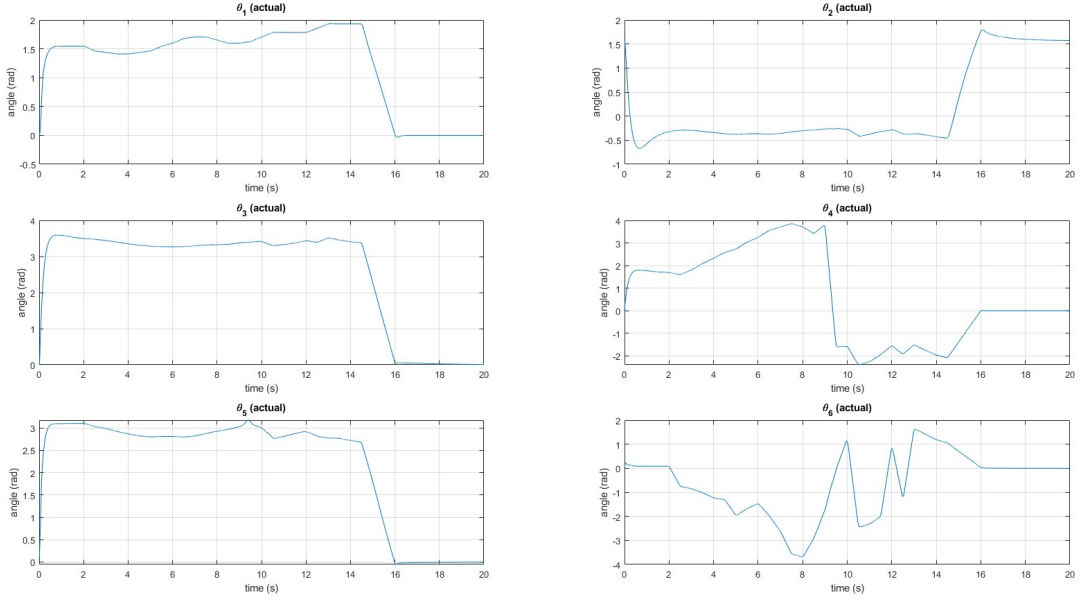 θ1 (actual)
2
1.5
1
0.5
0
-0.5
angle (rad)
0 2 4 6 8 10 12 14 16 18 20
time (s)
θ2 (actual)
2
1.5
1
0.5
0
-0.5
-1
angle (rad)
0 2 4 6 8 10 12 14 16 18 20
time (s)
θ3 (actual)
4
3
2
1
0
angle (rad)
0 2 4 6 8 10 12 14 16 18 20
time (s)
θ4 (actual)
4
3
2
1
0
-1
-2
angle (rad)
0 2 4 6 8 10 12 14 16 18 20
time (s)
θ5 (actual)
3
2.5
2
1.5
1
0.5
0
angle (rad)
0 2 4 6 8 10 12 14 16 18 20
time (s)
θ6 (actual)
2
1
0
-1
-2
-3
-4
angle (rad)
0 2 4 6 8 10 12 14 16 18 20
time (s)